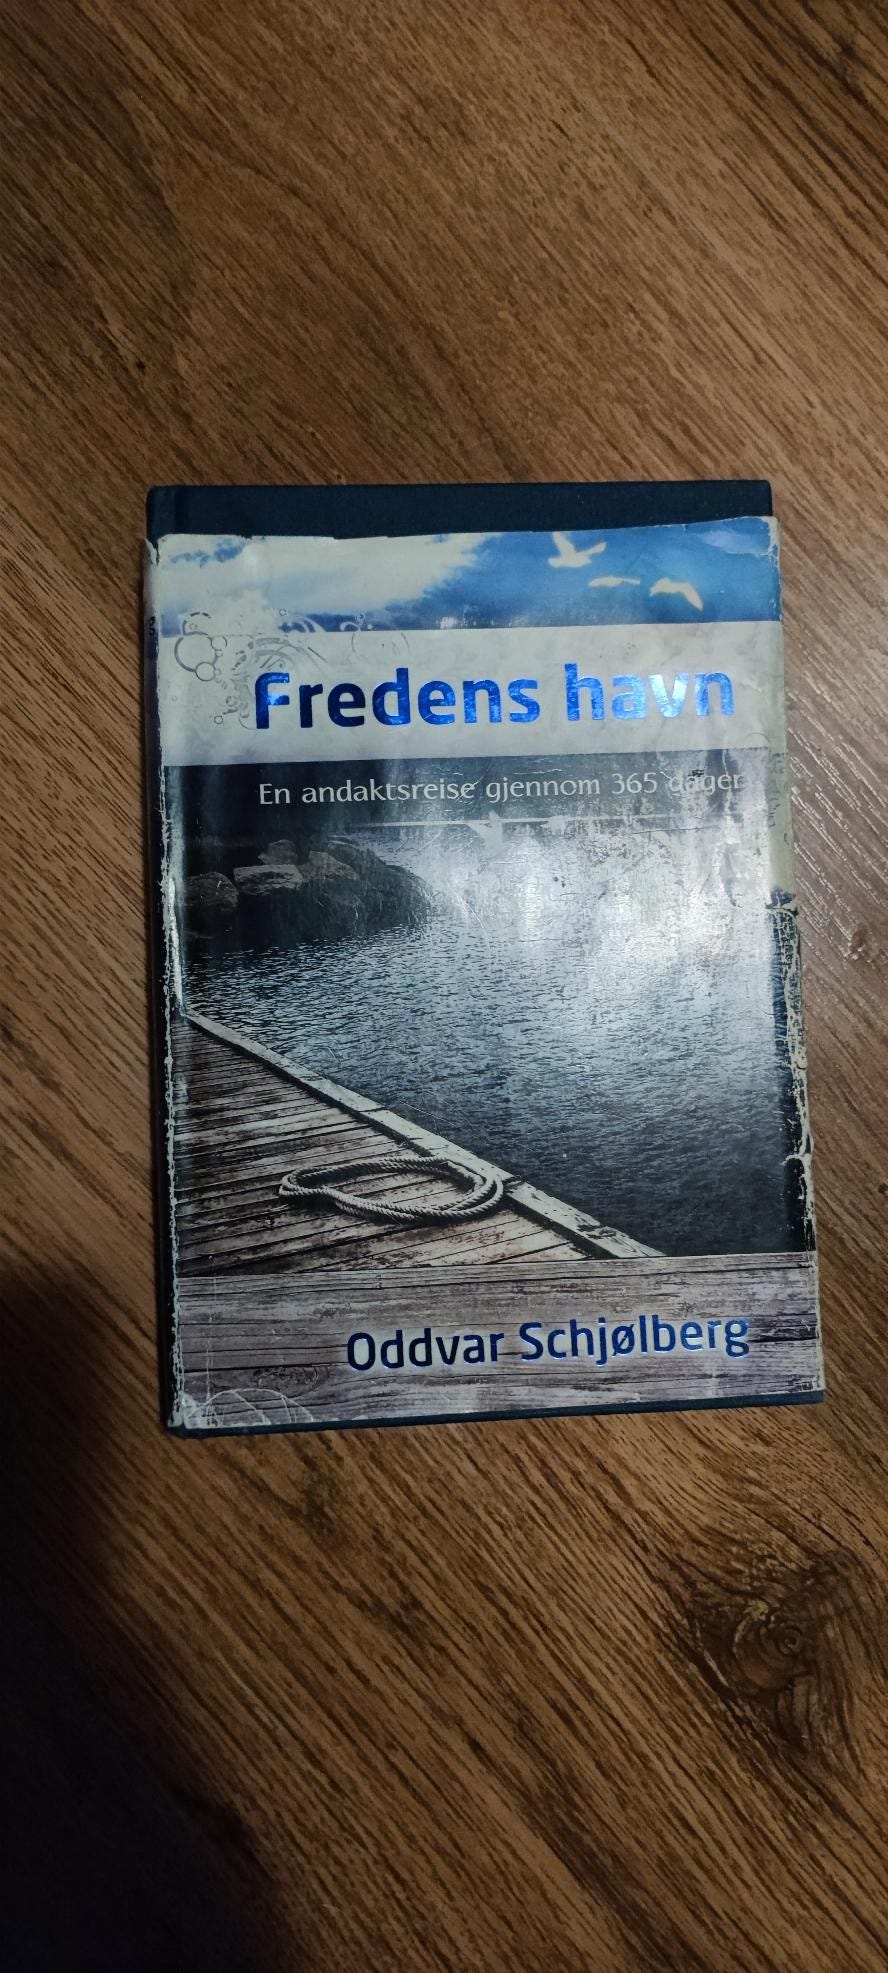 Fredens havn
En andaktsreise gjennom 365 dager
Oddvar Schjølberg